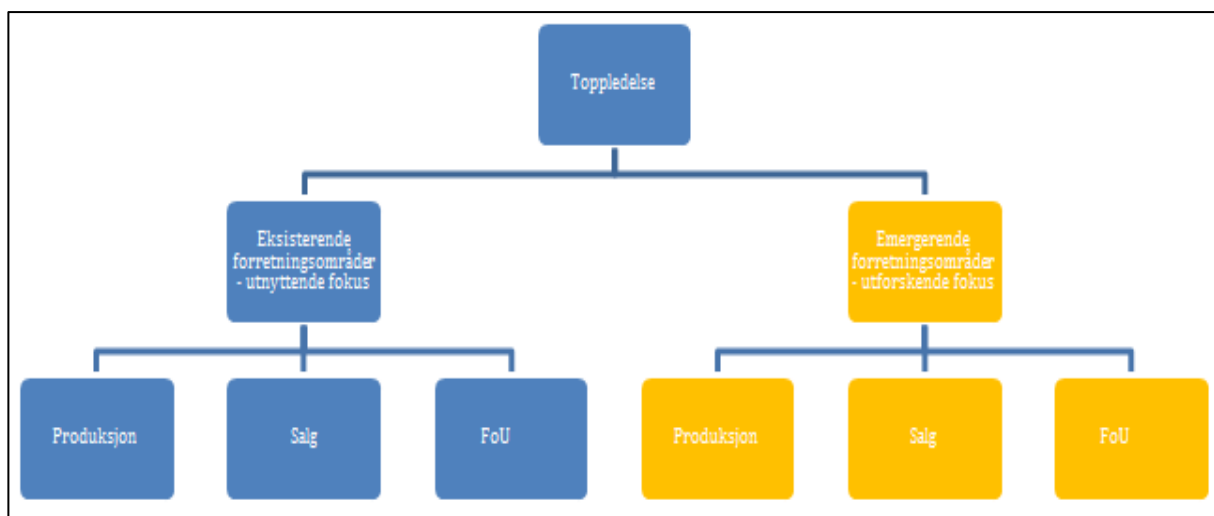 Toppledelse
Eksisterende
forretningsområder
- utnyttende fokus
Emergerende
forretningsområder
- utforskende fokus
Produksjon
Salg
FoU
Produksjon
Salg
FoU